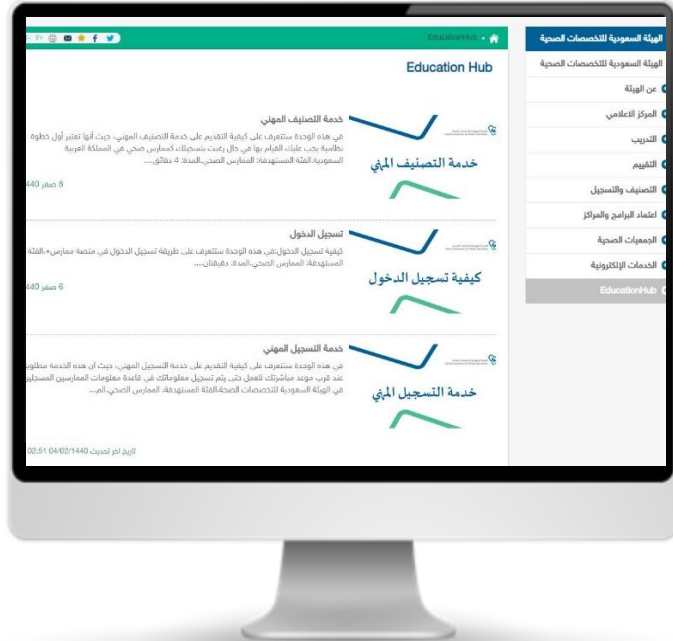 الهيئة السعودية للتخصصات الصحية
الهيئة السعودية للتخصصات الصحية
عن الهيئة
المركز الاعلامي
التدريب
التقييم
التصنيف والتسجيل
اعتماد البرامج والمراكز
الجمعيات الصحية
الخدمات الإلكترونية
EducationHub
EducationHub
Education Hub
خدمة التصنيف المهني
في هذه الوحدة ستتعرف على كيفية التقديم على خدمة التصنيف المهني، حيث أنها تعتبر أول خطوة
نظامية يجب عليك القيام بها في حال رغبت بتسجيلك كممارس صحي في المملكة العربية
السعودية.الفئة المستهدفة: الممارس الصحي.المدة: 4 دقائق....
8 صفر 440
خدمة التصنيف المهني
تسجيل الدخول
كيفية تسجيل الدخول:في هذه الوحدة ستتعرف على طريقة تسجيل الدخول في منصة ممارس+.الفئة
المستهدفة: الممارس الصحي.المدة: دقيقتان....
6 صفر 440
كيفية تسجيل الدخول
خدمة التسجيل المهني
في هذه الوحدة ستتعرف على كيفية التقديم على خدمة التسجيل المهني، حيث ان هذه الخدمة
عند قرب موعد مباشرتك للعمل حتى يتم تسجيل معلوماتك في قاعدة معلومات الممارسين
في الهيئة السعودية للتخصصات الصحة.الفئة المستهدفة: الممارس الصحي.الم....
خدمة التسجيل المهني
تاريخ اخر تحديث 04/02/1440 02:51